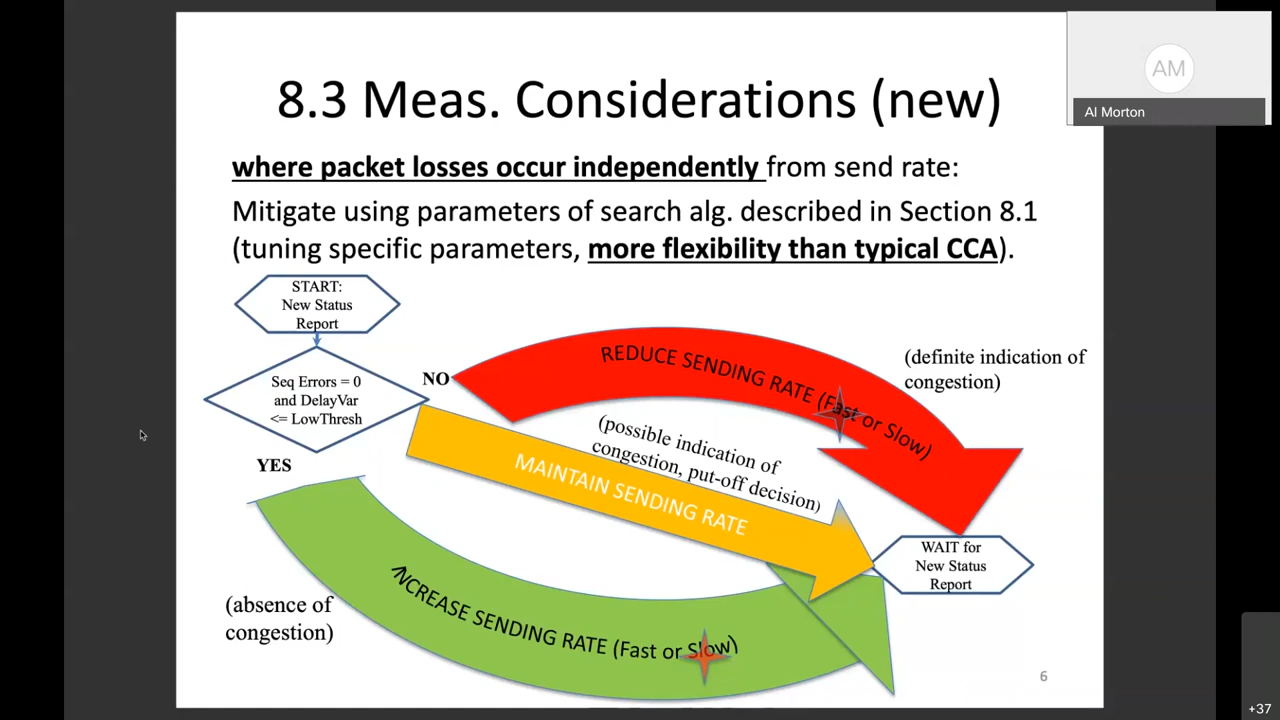 8.3 Meas. Considerations (new)
AM
Al Morton
where packet losses occur independently from send rate:
Mitigate using parameters of search alg. described in Section 8.1
(tuning specific parameters, more flexibility than typical CCA).
START:
New Status
Report
Seq Errors = 0
and DelayVar
<= LowThresh
NO
YES
REDUCE SENDING RATE (Fast or Slow)
(definite indication of
congestion)
(possible indication of
congestion, put-off decision)
MAINTAIN SENDING RATE
WAIT for
New Status
Report
INCREASE SENDING RATE (Fast or Slow)
(absence of
congestion)
6
+37